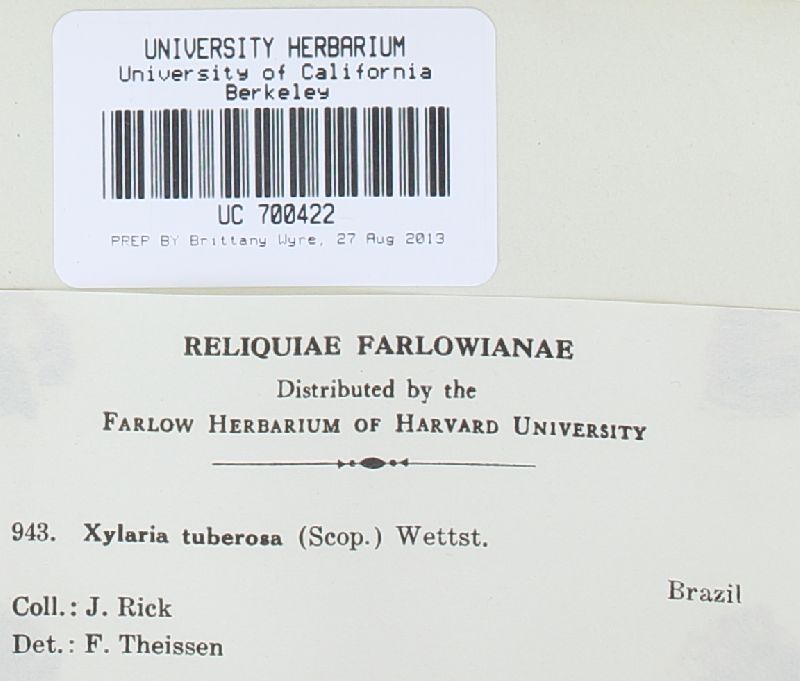 UNIVERSITY HERBARIUM
University of California
Berkeley
UC 700422
PREP BY Brittany Wyre, 27 Aug 2013
RELIQUIAE FARLOWIANAE
Distributed by the
FARLOW HERBARIUM OF HARVARD UNIVERSITY
943. Xylaria tuberosa (Scop.) Wettst.
Brazil
Coll.: J. Rick
Det.: F. Theissen